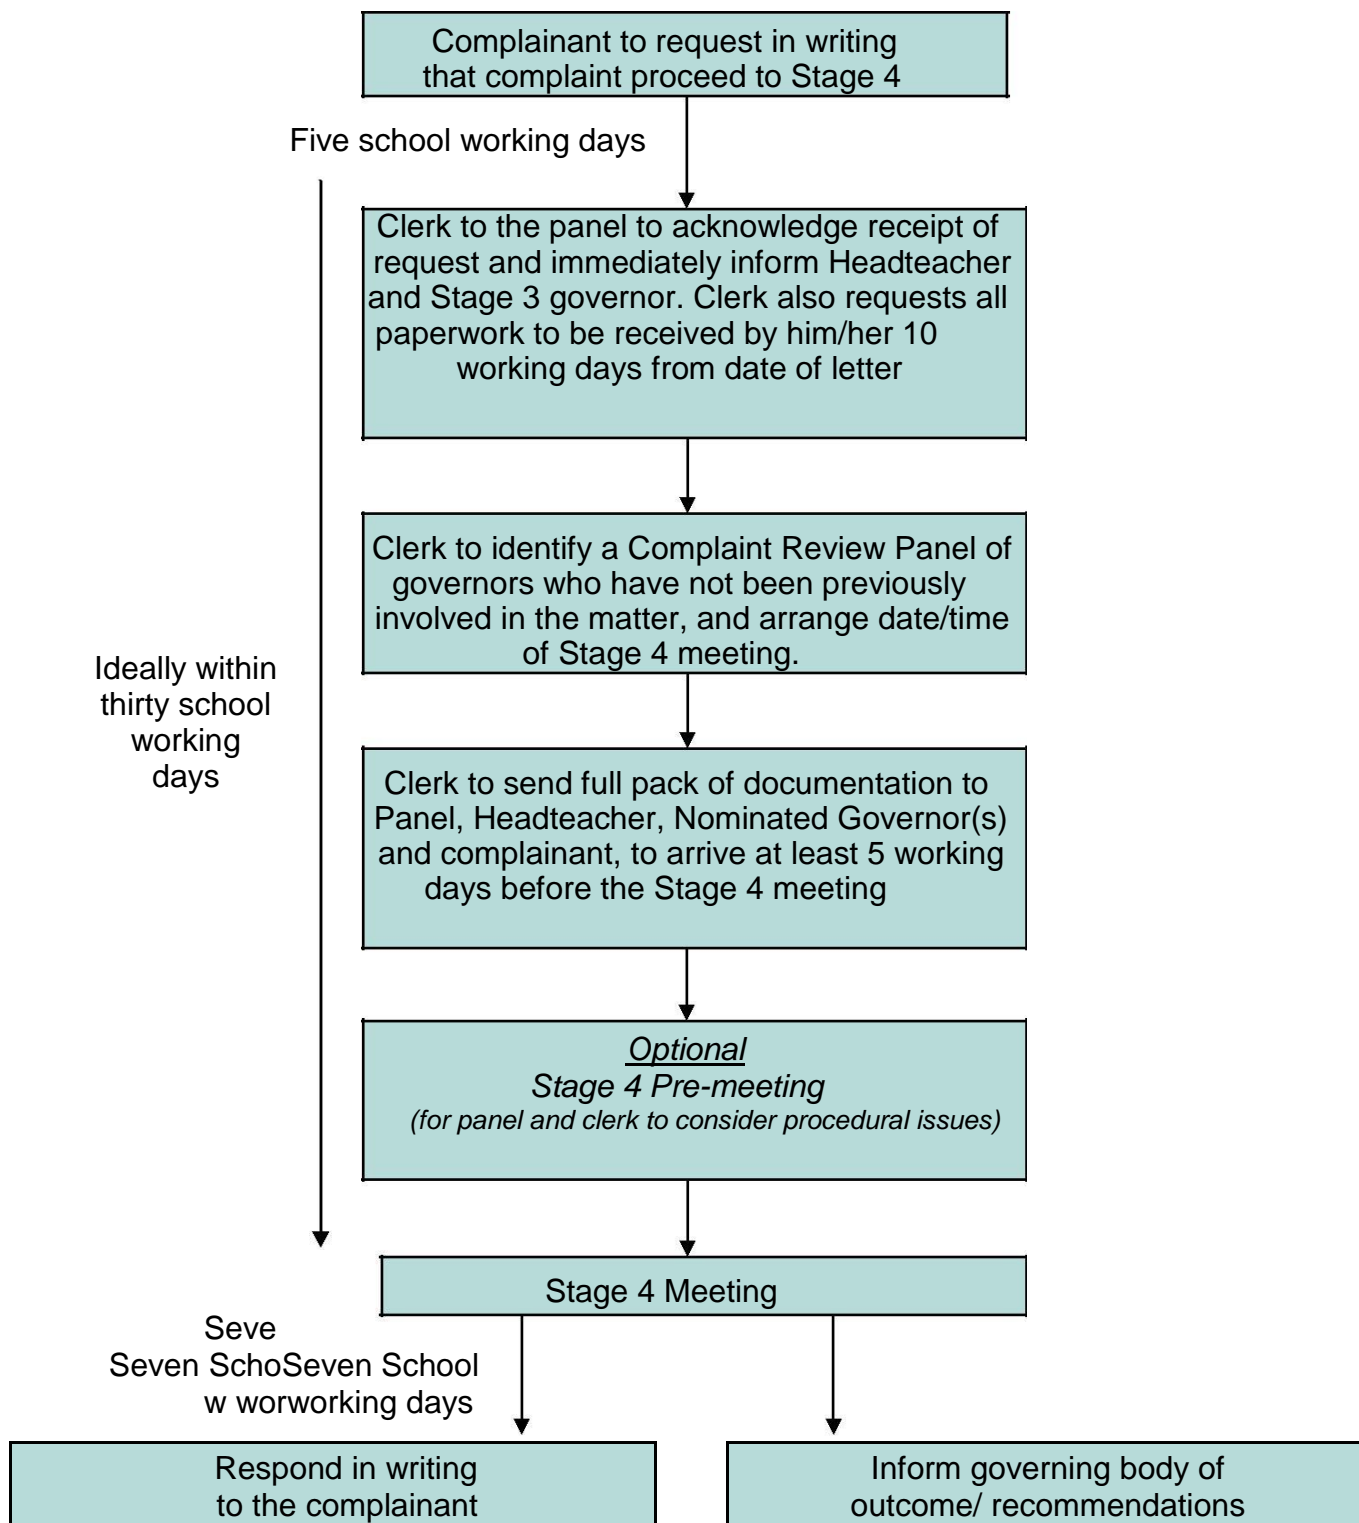 Complainant to request in writing
that complaint proceed to Stage 4
Five school working days
Clerk to the panel to acknowledge receipt of
request and immediately inform Headteacher
and Stage 3 governor. Clerk also requests all
paperwork to be received by him/her 10
working days from date of letter
Clerk to identify a Complaint Review Panel of
governors who have not been previously
involved in the matter, and arrange date/time
of Stage 4 meeting.
Ideally within
thirty school
working
days
Clerk to send full pack of documentation to
Panel, Headteacher, Nominated Governor(s)
and complainant, to arrive at least 5 working
days before the Stage 4 meeting
Optional
Stage 4 Pre-meeting
(for panel and clerk to consider procedural issues)
Stage 4 Meeting
Seve
Seven SchoSeven School
w worworking days
Respond in writing
to the complainant
Inform governing body of
outcome/ recommendations